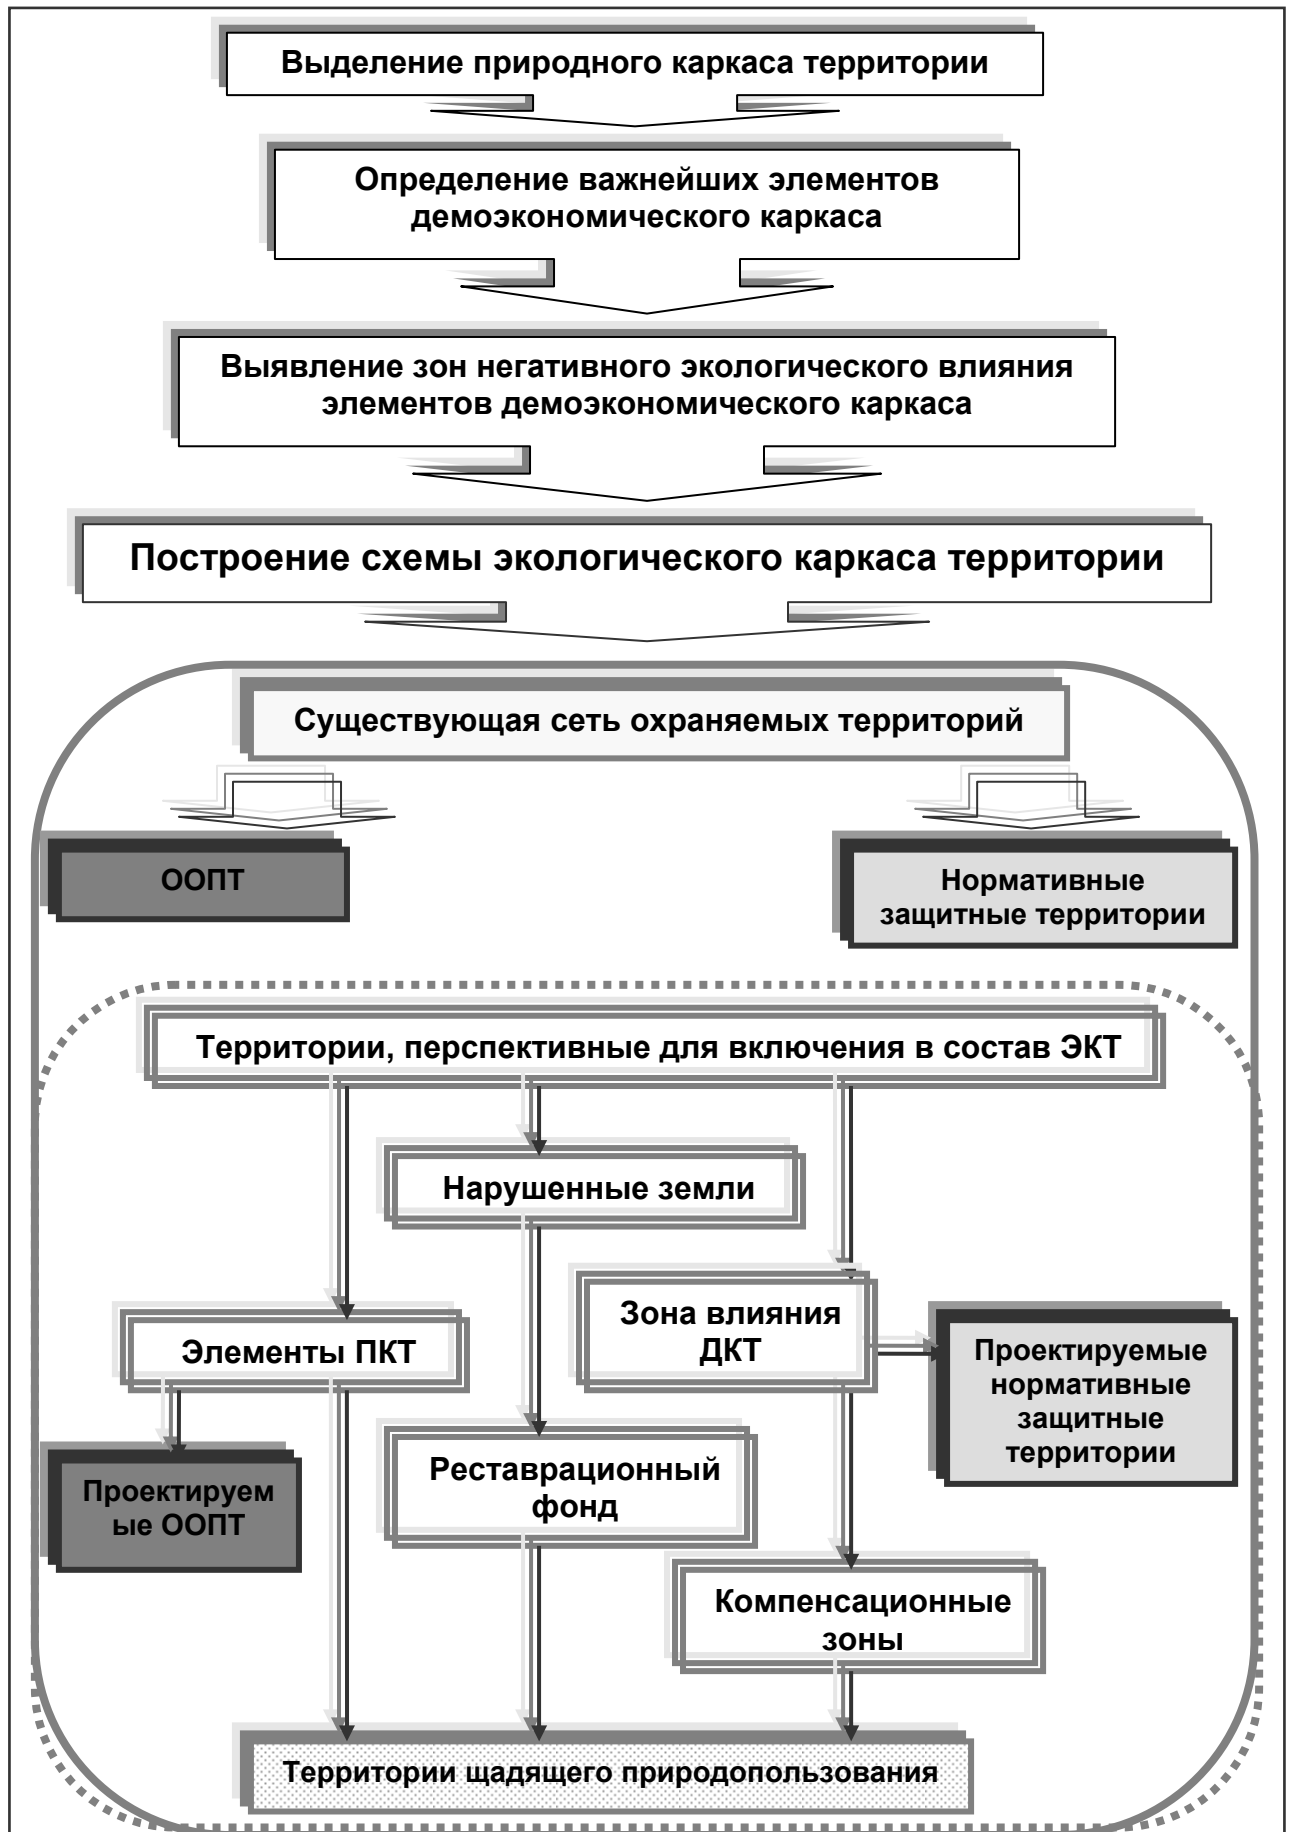 Выделение природного каркаса территории
Определение важнейших элементов
демоэкономического каркаса
Выявление зон негативного экологического влияния
элементов демоэкономического каркаса
Построение схемы экологического каркаса территории
Существующая сеть охраняемых территорий
ООПТ
Нормативные
защитные территории
Территории, перспективные для включения в состав ЭКТ
Нарушенные земли
Зона влияния
ДКТ
Элементы ПКТ
Проектируемые
нормативные
защитные
территории
Реставрационный
фонд
Проектируем
ые ООПТ
Компенсационные
зоны
Территории щадящего природопользования